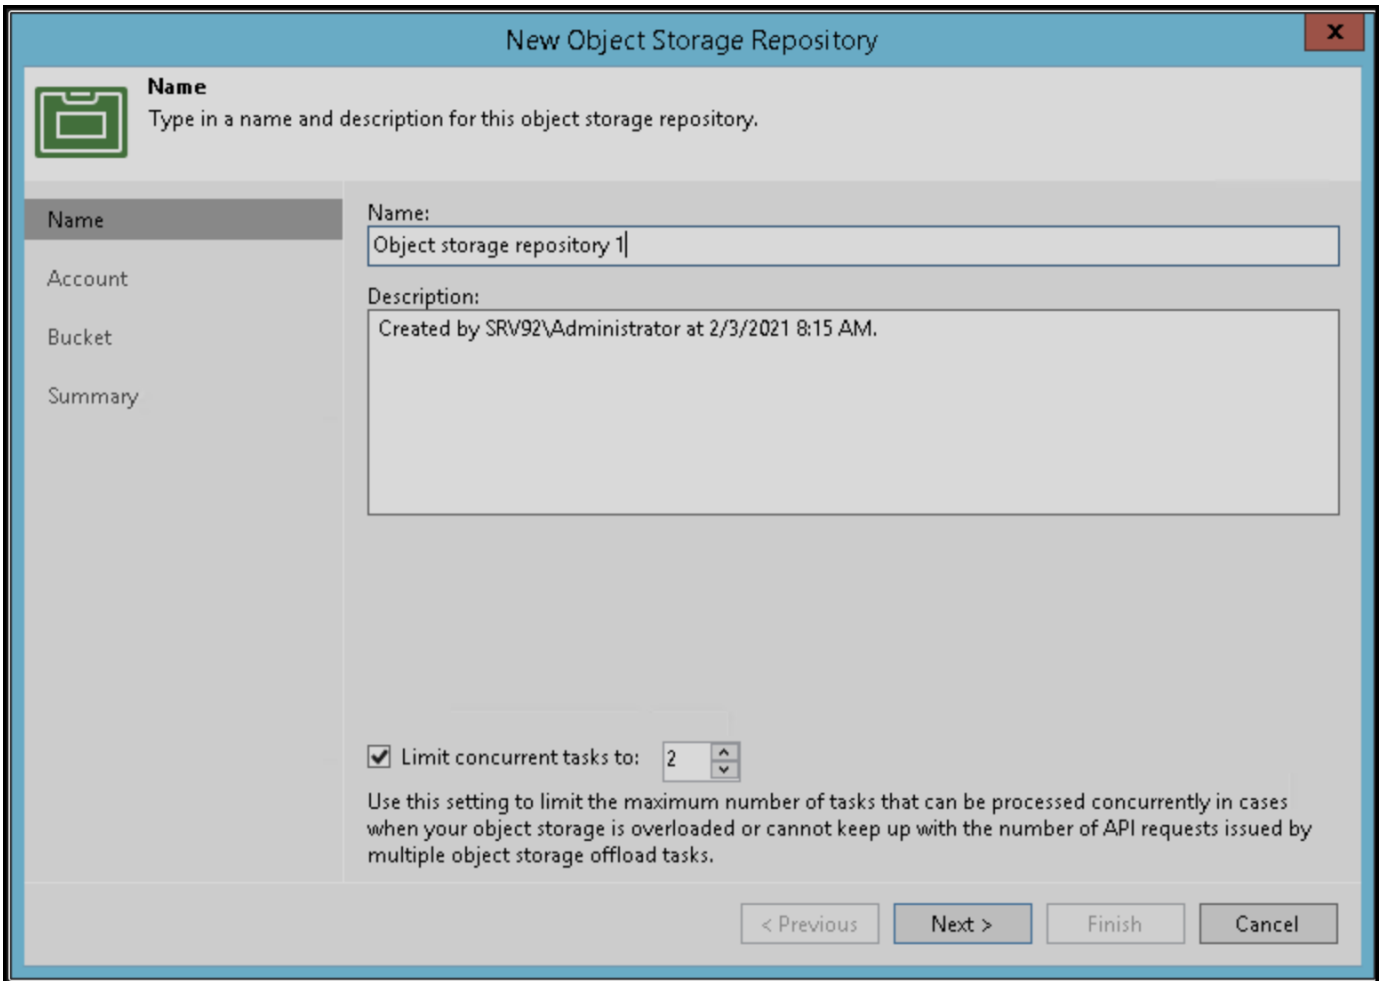 New Object Storage Repository
x
Name
Type in a name and description for this object storage repository.
Name
Account
Bucket
Summary
Name:
Object storage repository 1
Description:
Created by SRV92\Administrator at 2/3/2021 8:15 AM.
Limit concurrent tasks to: 2
Use this setting to limit the maximum number of tasks that can be processed concurrently in cases
when your object storage is overloaded or cannot keep up with the number of API requests issued by
multiple object storage offload tasks.
< Previous Next > Finish Cancel